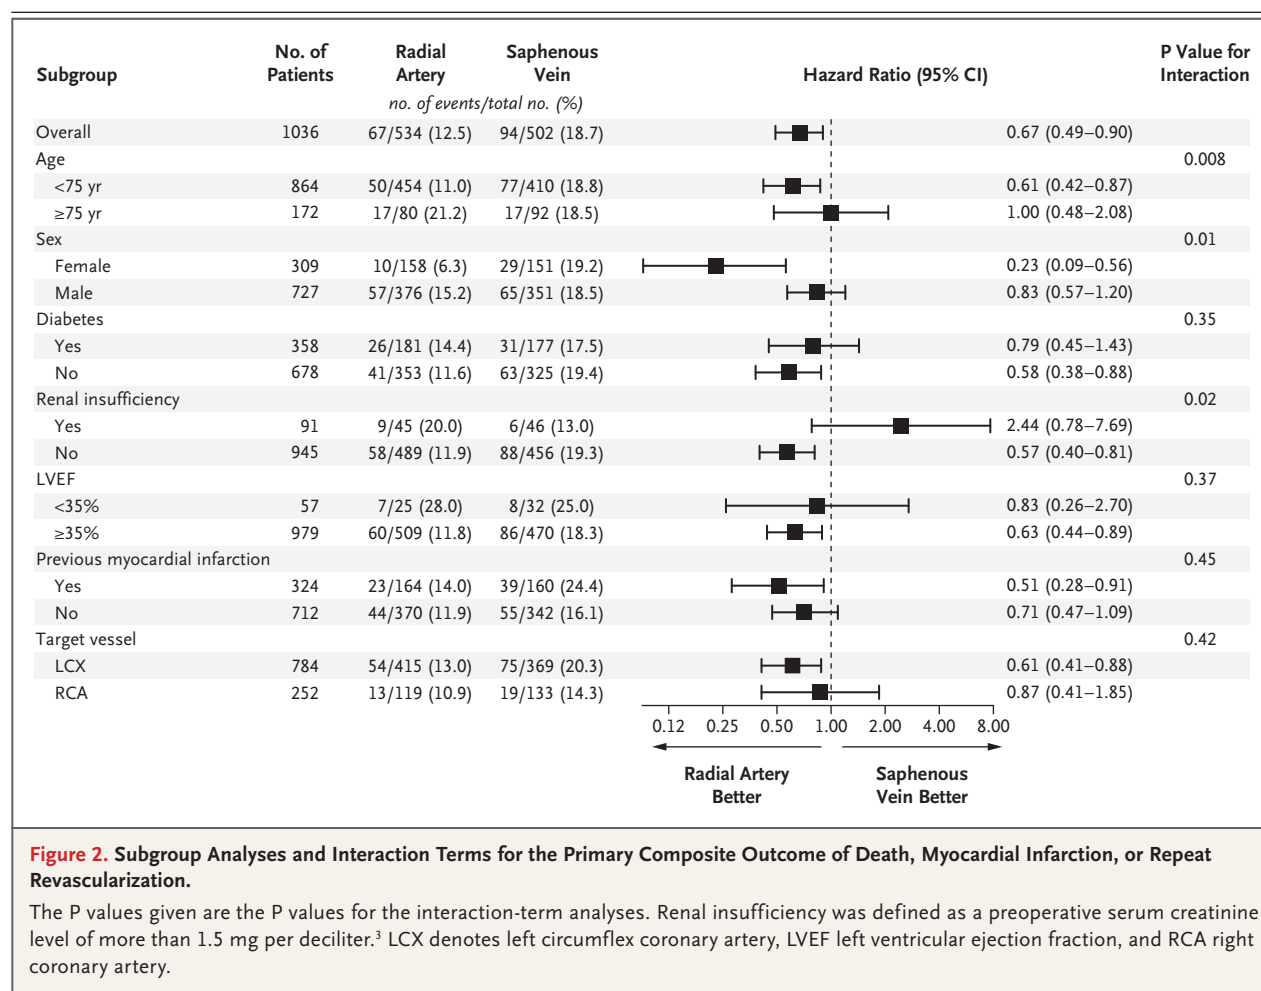 Subgroup No. of Patients Radial Artery Saphenous Vein Hazard Ratio (95% CI) P Value for Interaction
no. of events/total no. (%)
Overall 1036 67/534 (12.5) 94/502 (18.7) 0.67 (0.49–0.90)
Age 0.008
<75 yr 864 50/454 (11.0) 77/410 (18.8) 0.61 (0.42–0.87)
≥75 yr 172 17/80 (21.2) 17/92 (18.5) 1.00 (0.48–2.08)
Sex 0.01
Female 309 10/158 (6.3) 29/151 (19.2) 0.23 (0.09–0.56)
Male 727 57/376 (15.2) 65/351 (18.5) 0.83 (0.57–1.20)
Diabetes 0.35
Yes 358 26/181 (14.4) 31/177 (17.5) 0.79 (0.45–1.43)
No 678 41/353 (11.6) 63/325 (19.4) 0.58 (0.38–0.88)
Renal insufficiency 0.02
Yes 91 9/45 (20.0) 6/46 (13.0) 2.44 (0.78–7.69)
No 945 58/489 (11.9) 88/456 (19.3) 0.57 (0.40–0.81)
LVEF 0.37
<35% 57 7/25 (28.0) 8/32 (25.0) 0.83 (0.26–2.70)
≥35% 979 60/509 (11.8) 86/470 (18.3) 0.63 (0.44–0.89)
Previous myocardial infarction 0.45
Yes 324 23/164 (14.0) 39/160 (24.4) 0.51 (0.28–0.91)
No 712 44/370 (11.9) 55/342 (16.1) 0.71 (0.47–1.09)
Target vessel 0.42
LCX 784 54/415 (13.0) 75/369 (20.3) 0.61 (0.41–0.88)
RCA 252 13/119 (10.9) 19/133 (14.3) 0.87 (0.41–1.85)
0.12 0.25 0.50 1.00 2.00 4.00 8.00
Radial Artery Better Saphenous Vein Better
Figure 2. Subgroup Analyses and Interaction Terms for the Primary Composite Outcome of Death, Myocardial Infarction, or Repeat
Revascularization.
The P values given are the P values for the interaction-term analyses. Renal insufficiency was defined as a preoperative serum creatinine
level of more than 1.5 mg per deciliter.³ LCX denotes left circumflex coronary artery, LVEF left ventricular ejection fraction, and RCA right
coronary artery.